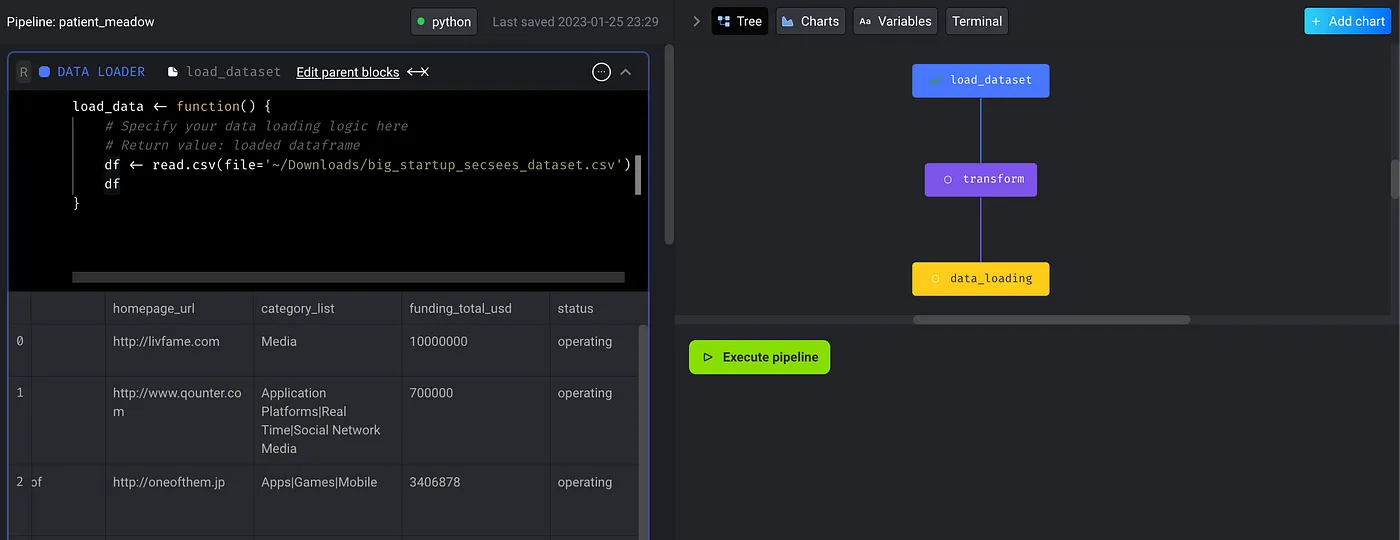 Pipeline: patient_meadow
python
Last saved 2023-01-25 23:29
Tree
Charts
Aa Variables
Terminal
+ Add chart
R DATA LOADER load_dataset Edit parent blocks
load_data <- function() {
# Specify your data loading logic here
# Return value: loaded dataframe
df <- read.csv(file='~/Downloads/big_startup_secsees_dataset.csv')
df
}
homepage_url category_list funding_total_usd status
0 http://livfame.com Media 10000000 operating
1 http://www.qounter.co Application 700000 operating
m Platforms|Real
Time|Social Network
Media
2 of http://oneofthem.jp Apps|Games|Mobile 3406878 operating
load_dataset
transform
data_loading
Execute pipeline